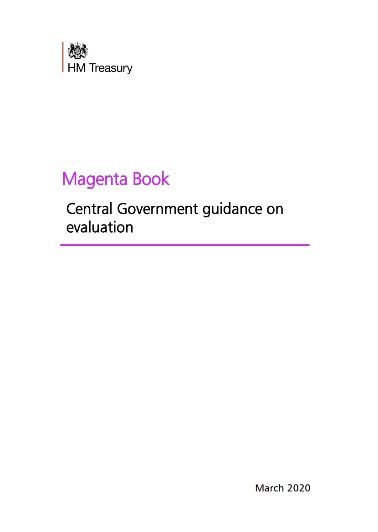 HM Treasury
Magenta Book
Central Government guidance on
evaluation
March 2020